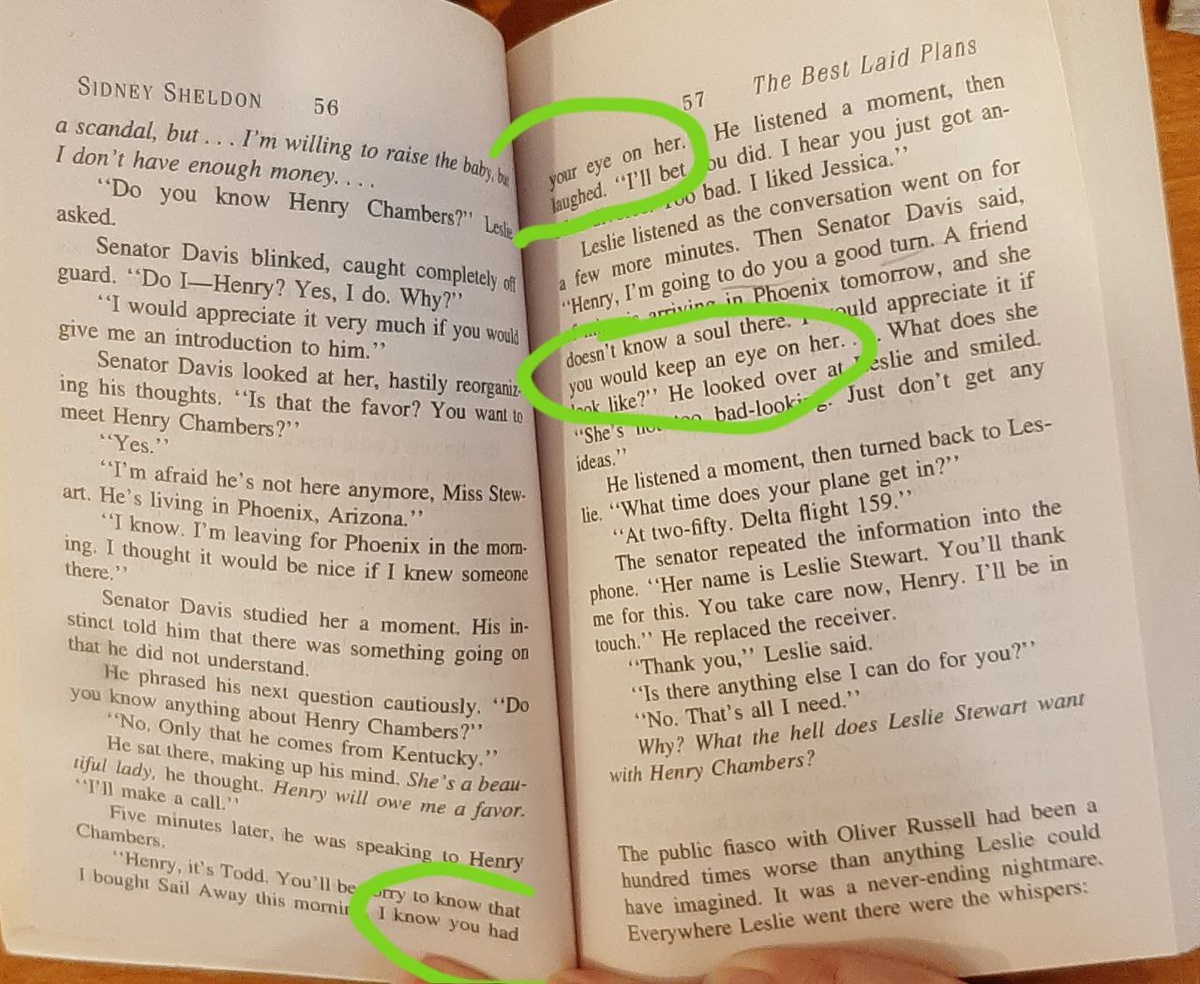 SIDNEY SHELDON 56
a scandal, but . . . I'm willing to raise the baby, but
I don't have enough money. . . .
“Do you know Henry Chambers?” Leslie
asked.
Senator Davis blinked, caught completely off
guard. “Do I—Henry? Yes, I do. Why?”
“I would appreciate it very much if you would
give me an introduction to him.”
Senator Davis looked at her, hastily reorganiz-
ing his thoughts. “Is that the favor? You want to
meet Henry Chambers?”
“Yes.”
“I'm afraid he's not here anymore, Miss Stew-
art. He's living in Phoenix, Arizona.”
“I know. I'm leaving for Phoenix in the morn-
ing. I thought it would be nice if I knew someone
there.”
Senator Davis studied her a moment. His in-
stinct told him that there was something going on
that he did not understand.
He phrased his next question cautiously. “Do
you know anything about Henry Chambers?”
“No. Only that he comes from Kentucky.”
He sat there, making up his mind. She's a beau-
tiful lady, he thought. Henry will owe me a favor.
“I'll make a call.”
Five minutes later, he was speaking to Henry
Chambers.
“Henry, it's Todd. You'll be sorry to know that
I bought Sail Away this morning. I know you had
57 The Best Laid Plans
your eye on her. He listened a moment, then
laughed. “I'll bet you did. I hear you just got an-
Too bad. I liked Jessica.”
Leslie listened as the conversation went on for
a few more minutes. Then Senator Davis said,
“Henry, I'm going to do you a good turn. A friend
arriving in Phoenix tomorrow, and she
doesn't know a soul there. I would appreciate it if
you would keep an eye on her. . . . What does she
look like?” He looked over at Leslie and smiled.
“She's not too bad-looking. Just don't get any
ideas.”
He listened a moment, then turned back to Les-
lie. “What time does your plane get in?”
“At two-fifty. Delta flight 159.”
The senator repeated the information into the
phone. “Her name is Leslie Stewart. You'll thank
me for this. You take care now, Henry. I'll be in
touch.” He replaced the receiver.
“Thank you,” Leslie said.
“Is there anything else I can do for you?”
“No. That's all I need.”
Why? What the hell does Leslie Stewart want
with Henry Chambers?
The public fiasco with Oliver Russell had been a
hundred times worse than anything Leslie could
have imagined. It was a never-ending nightmare.
Everywhere Leslie went there were the whispers: